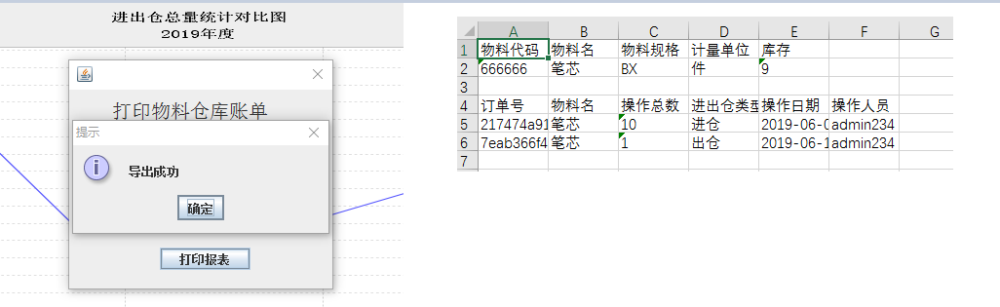 进出仓总量统计对比图
2019年度
打印物料仓库账单
提示
导出成功
确定
打印报表
A B C D E F G
1 物料代码 物料名 物料规格 计量单位 库存
2 666666 笔芯 BX 件 9
3
4 订单号 物料名 操作总数 进出仓类型 操作日期 操作人员
5 217474a91 笔芯 10 进仓 2019-06-0 admin234
6 7eab366f4 笔芯 1 出仓 2019-06-1 admin234
7